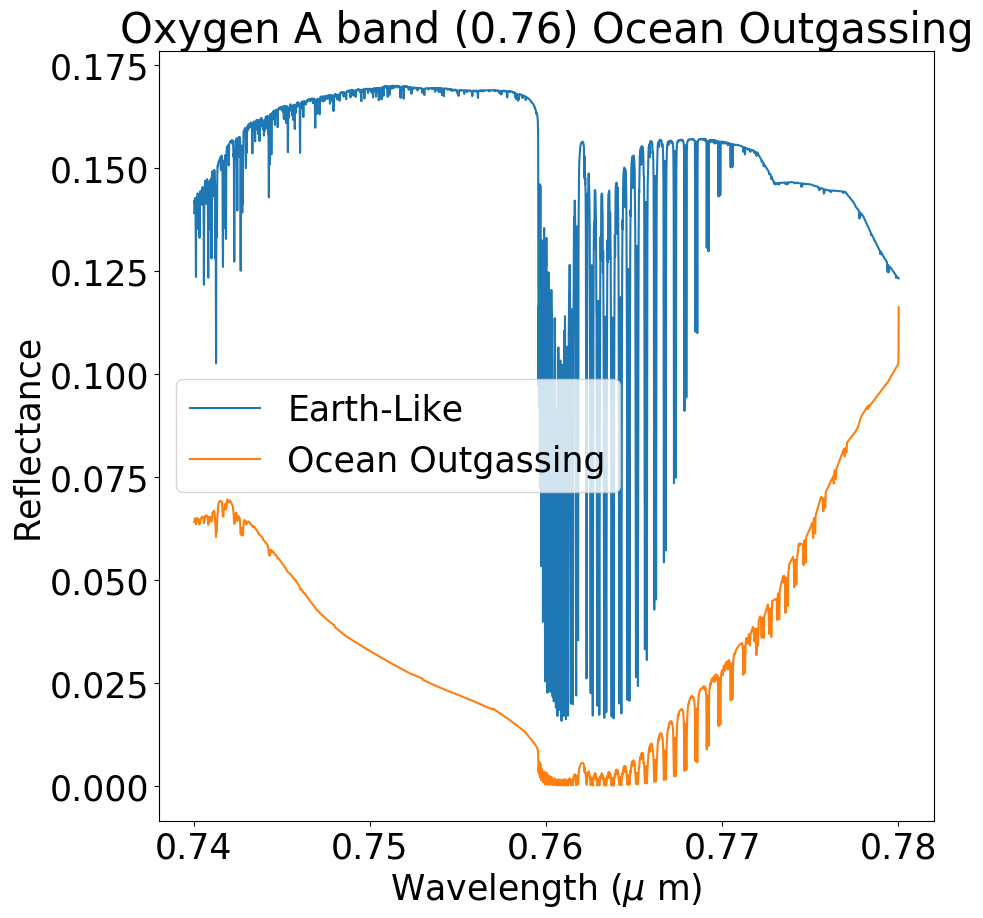 Oxygen A band (0.76) Ocean Outgassing
0.175
0.150
0.125
0.100
0.075
0.050
0.025
0.000
Reflectance
Earth-Like
Ocean Outgassing
0.74 0.75 0.76 0.77 0.78
Wavelength (μ m)